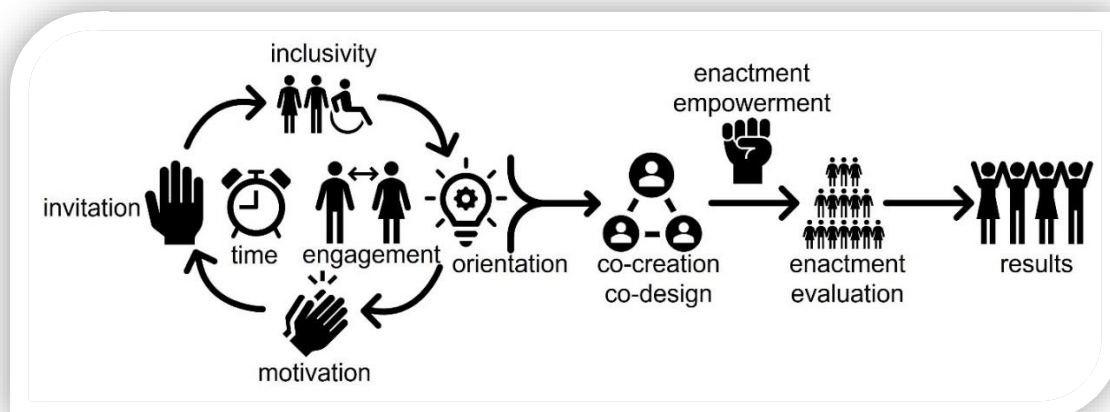 inclusivity
enactment
empowerment
invitation
time
engagement
orientation
co-creation
co-design
enactment
evaluation
results
motivation